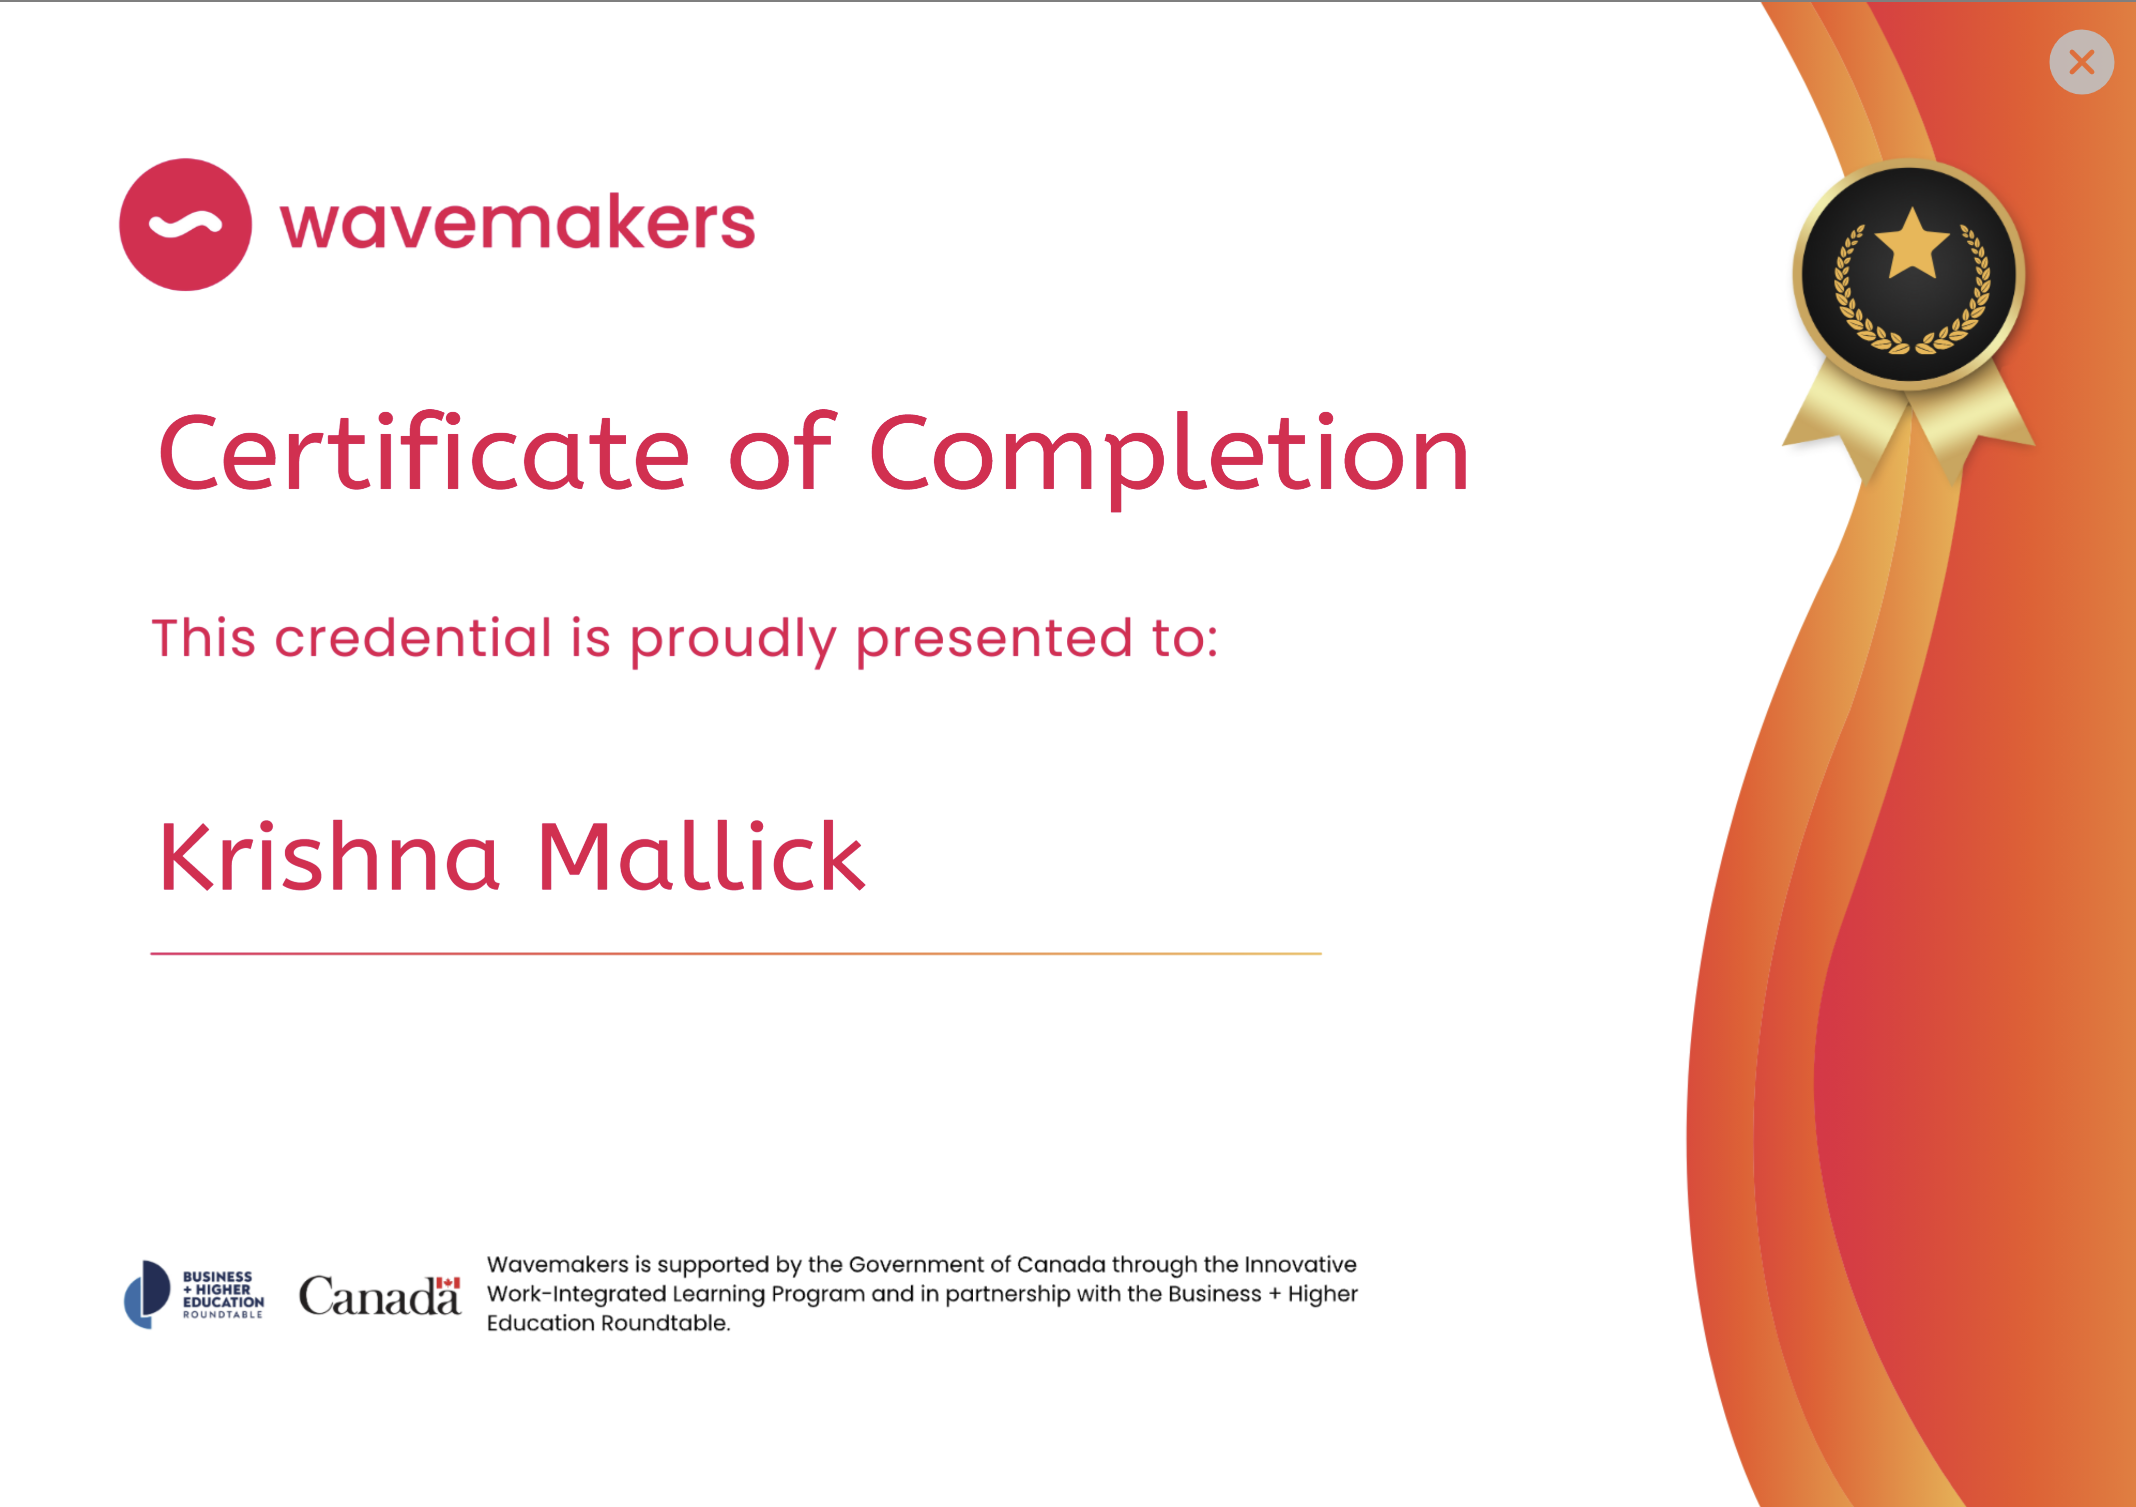 wavemakers
Certificate of Completion
This credential is proudly presented to:
Krishna Mallick
BUSINESS
+ HIGHER
EDUCATION
ROUNDTABLE
Canada
Wavemakers is supported by the Government of Canada through the Innovative
Work-Integrated Learning Program and in partnership with the Business + Higher
Education Roundtable.